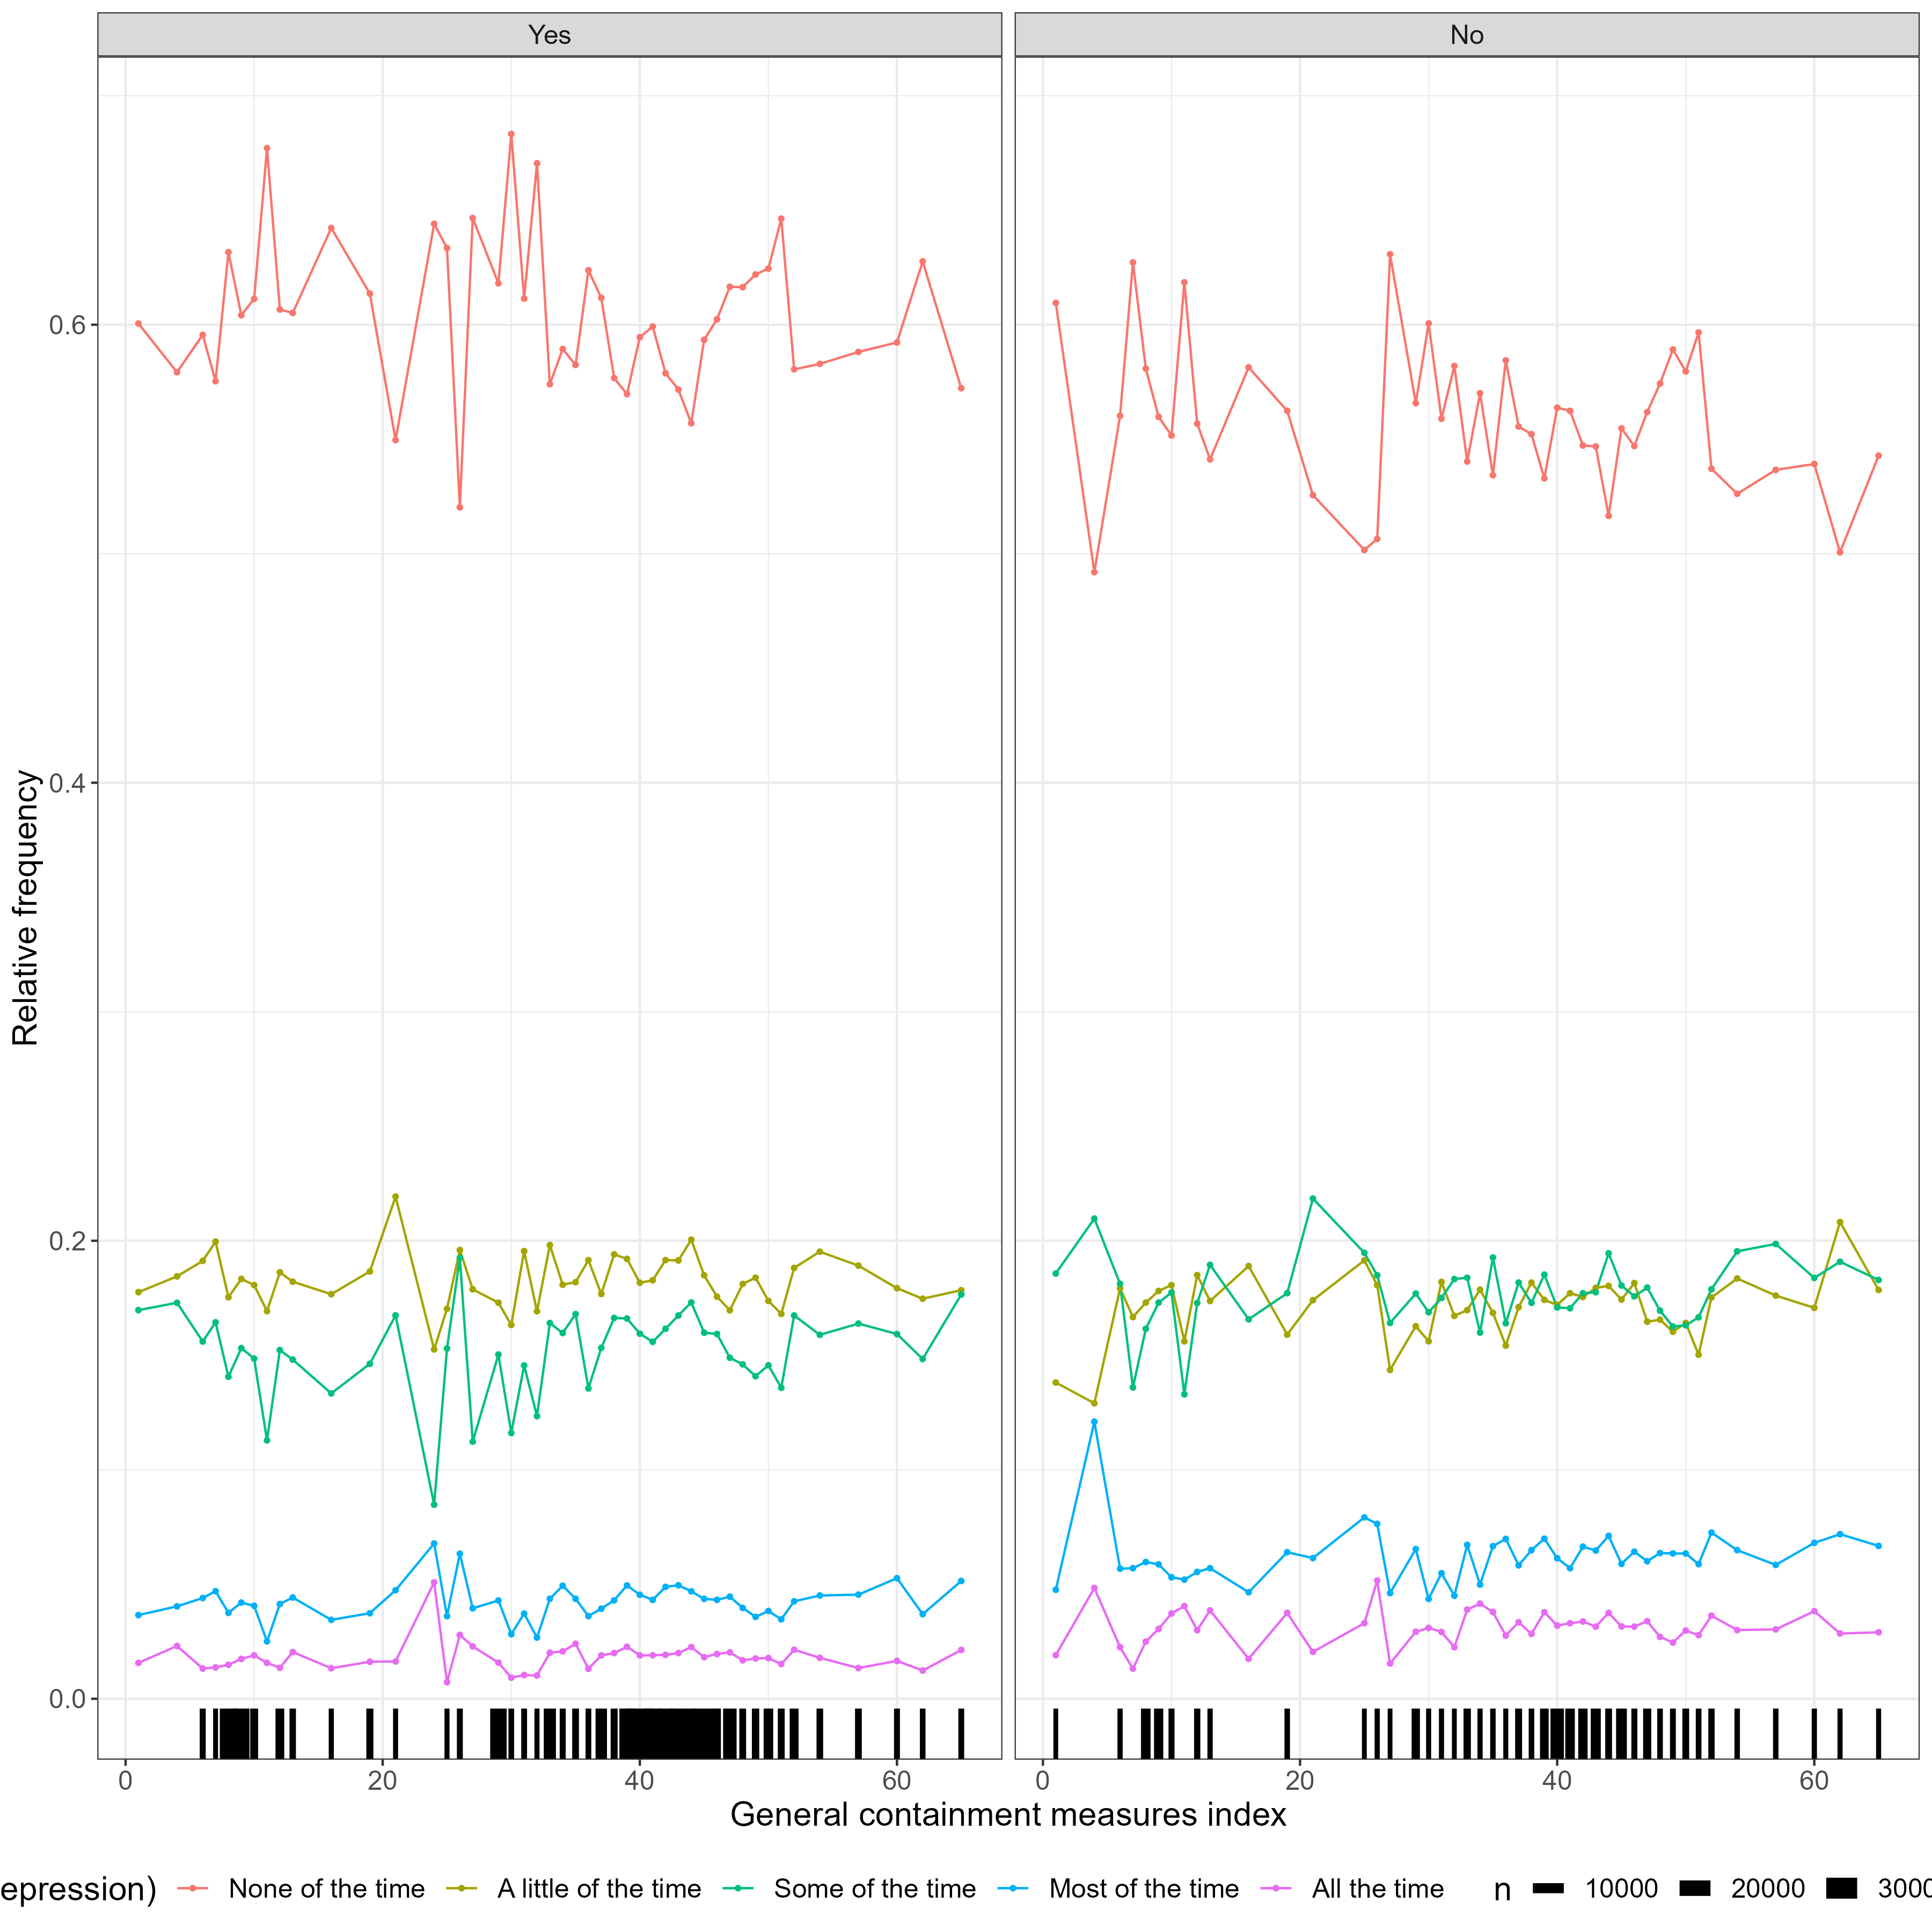 Yes No
Relative frequency
0.6
0.4
0.2
0.0
0 20 40 60 0 20 40 60
General containment measures index
epression) None of the time A little of the time Some of the time Most of the time All the time n 10000 20000 3000